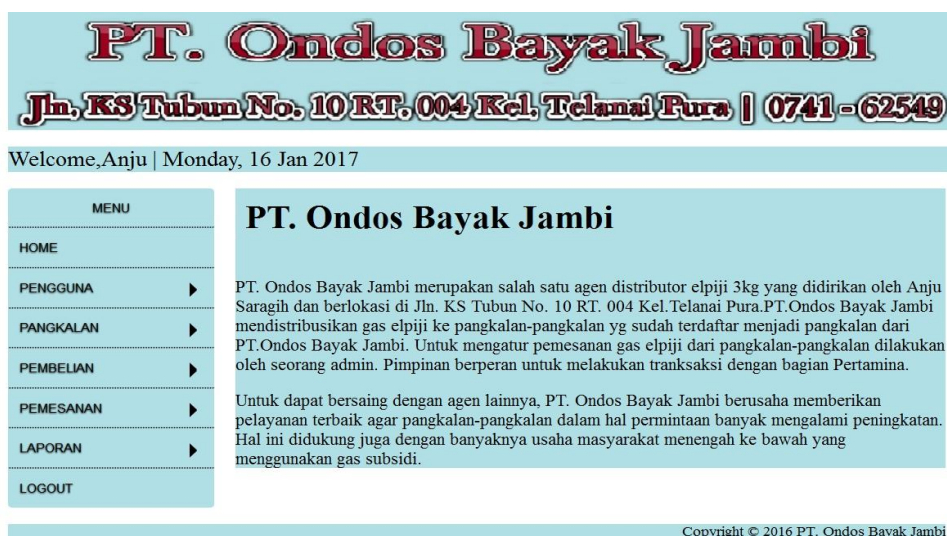 PT. Ondos Bayak Jambi
Jln. KS Tubun No. 10 RT. 004 Kel. Telanai Pura | 0741 - 62549
Welcome,Anju | Monday, 16 Jan 2017
MENU
HOME
PENGGUNA
PANGKALAN
PEMBELIAN
PEMESANAN
LAPORAN
LOGOUT
PT. Ondos Bayak Jambi
PT. Ondos Bayak Jambi merupakan salah satu agen distributor elpiji 3kg yang didirikan oleh Anju
Saragih dan berlokasi di Jln. KS Tubun No. 10 RT. 004 Kel.Telanai Pura.PT.Ondos Bayak Jambi
mendistribusikan gas elpiji ke pangkalan-pangkalan yg sudah terdaftar menjadi pangkalan dari
PT.Ondos Bayak Jambi. Untuk mengatur pemesanan gas elpiji dari pangkalan-pangkalan dilakukan
oleh seorang admin. Pimpinan berperan untuk melakukan tranksaksi dengan bagian Pertamina.
Untuk dapat bersaing dengan agen lainnya, PT. Ondos Bayak Jambi berusaha memberikan
pelayanan terbaik agar pangkalan-pangkalan dalam hal permintaan banyak mengalami peningkatan.
Hal ini didukung juga dengan banyaknya usaha masyarakat menengah ke bawah yang
menggunakan gas subsidi.
Copyright © 2016 PT. Ondos Bayak Jambi